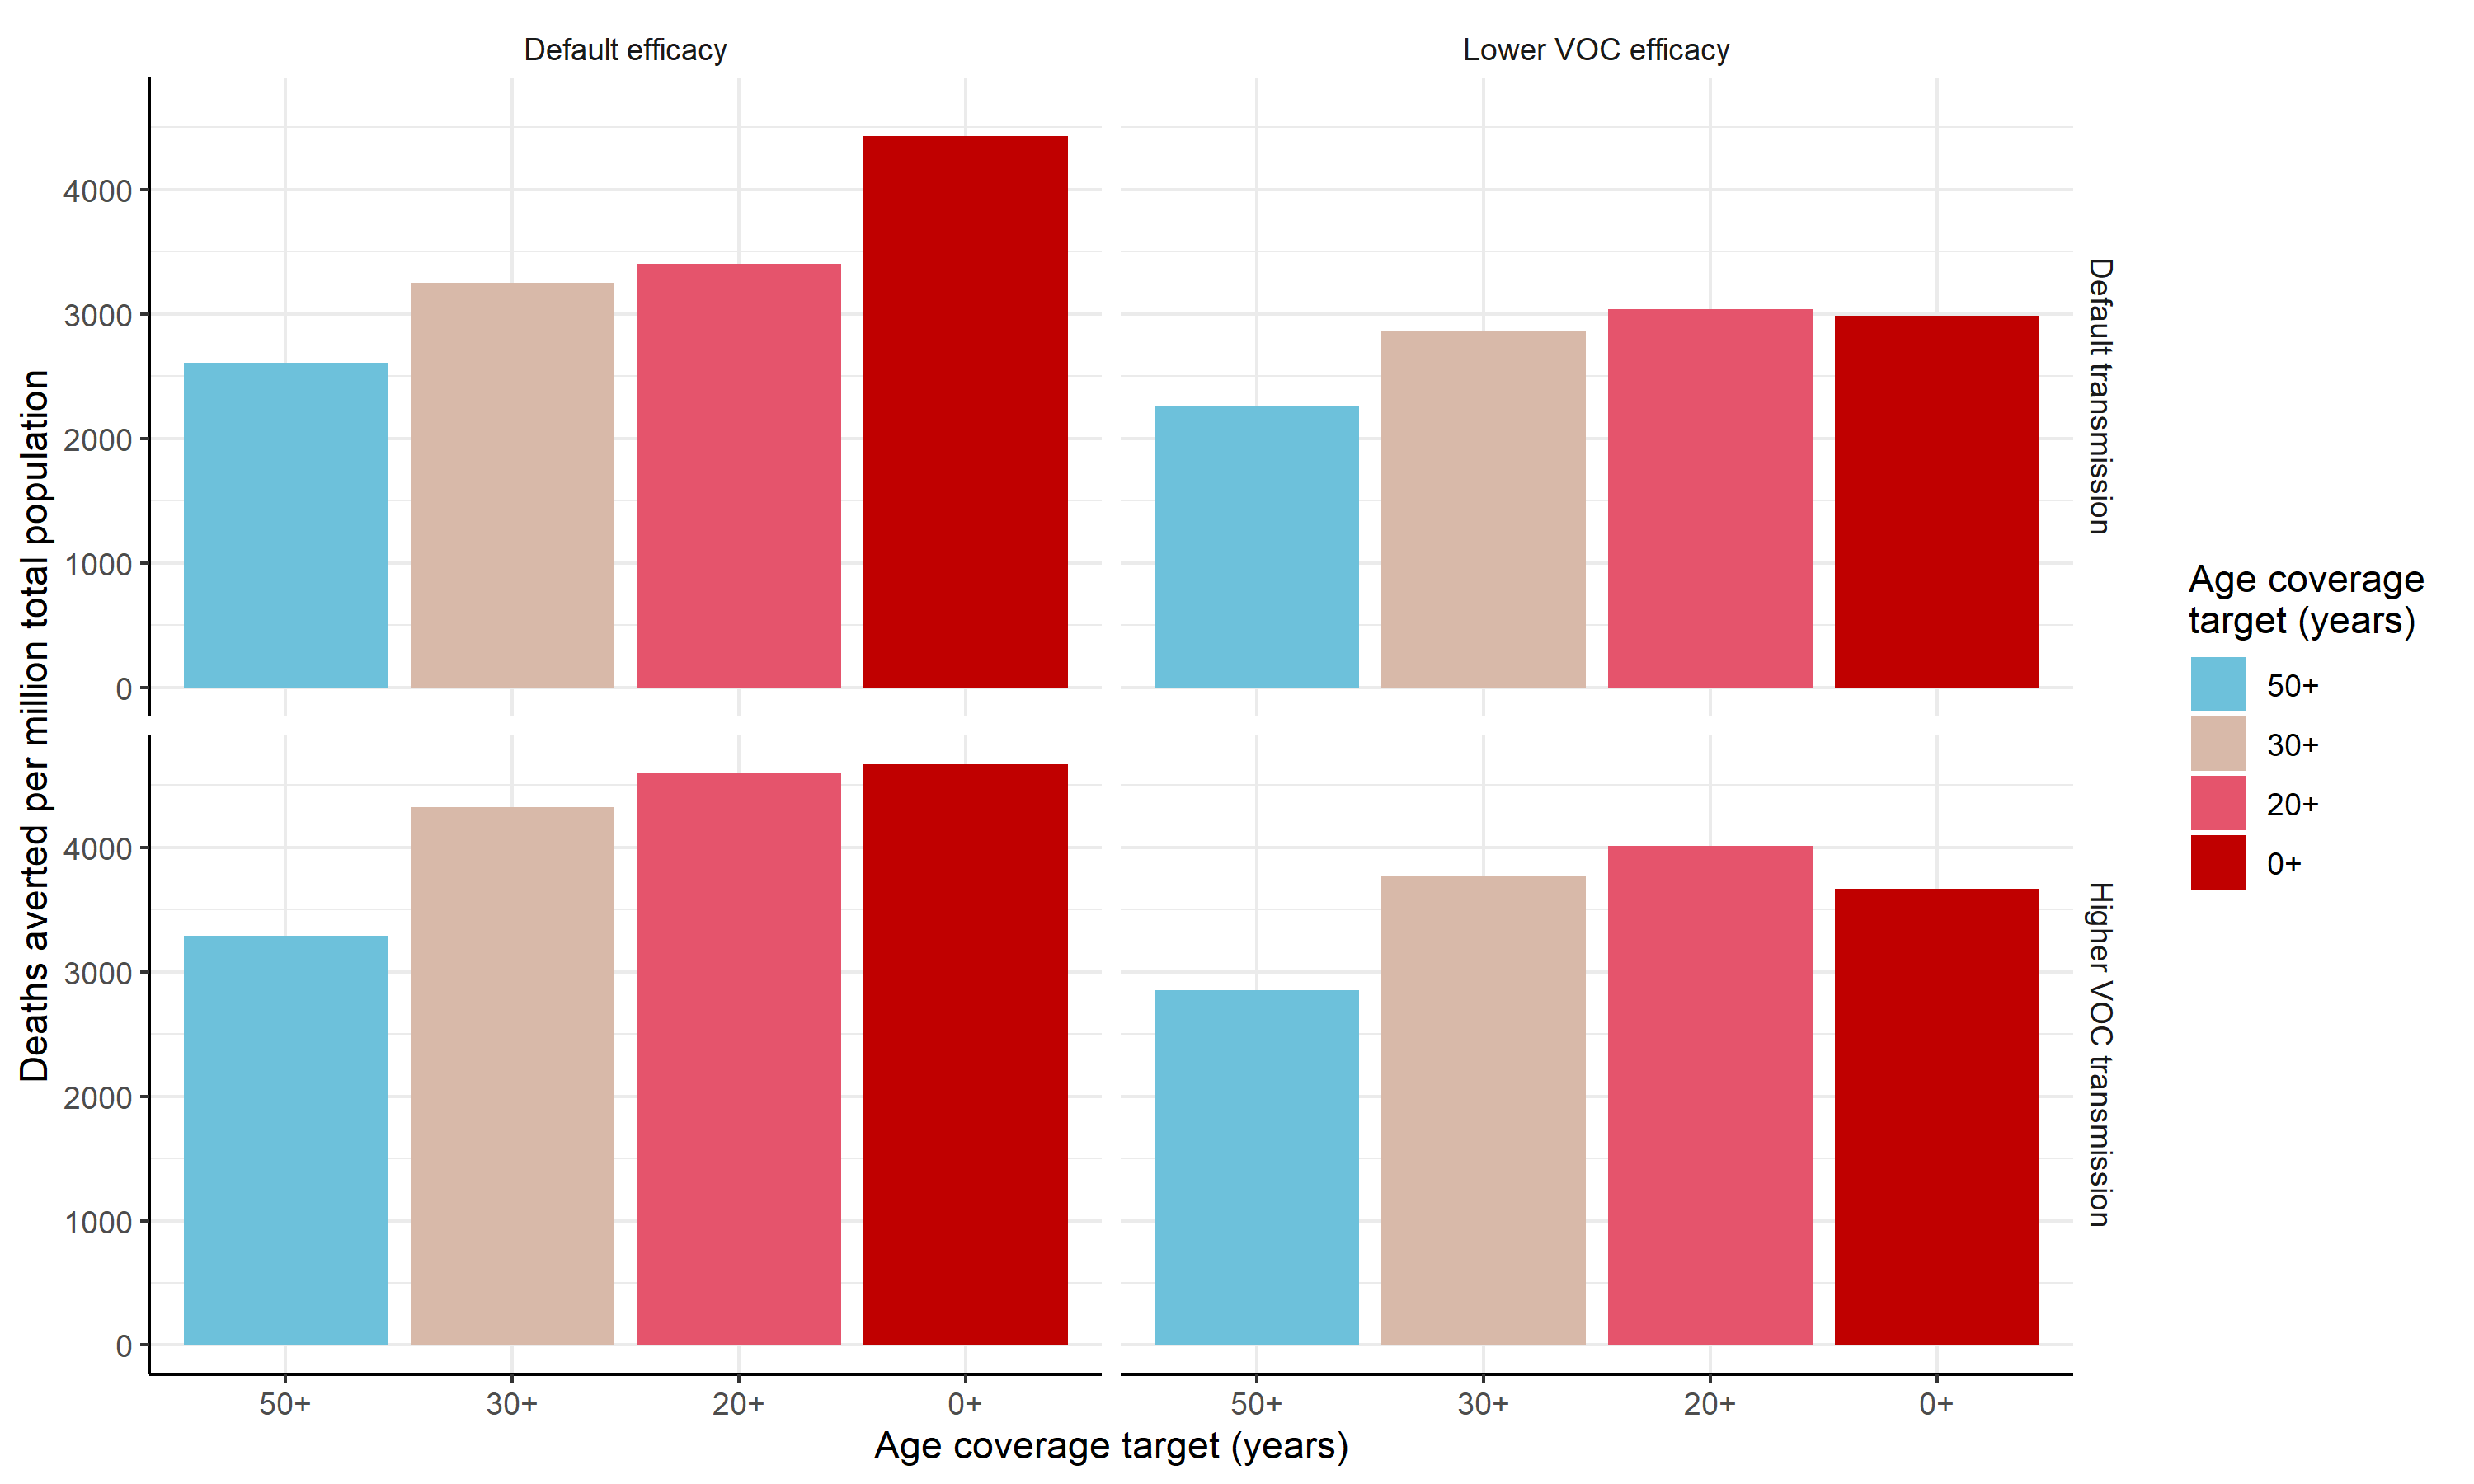 Default efficacy
Lower VOC efficacy
Deaths averted per million total population
4000
3000
2000
1000
0
Default transmission
4000
3000
2000
1000
0
Higher VOC transmission
50+
30+
20+
0+
50+
30+
20+
0+
Age coverage target (years)
Age coverage
target (years)
50+
30+
20+
0+